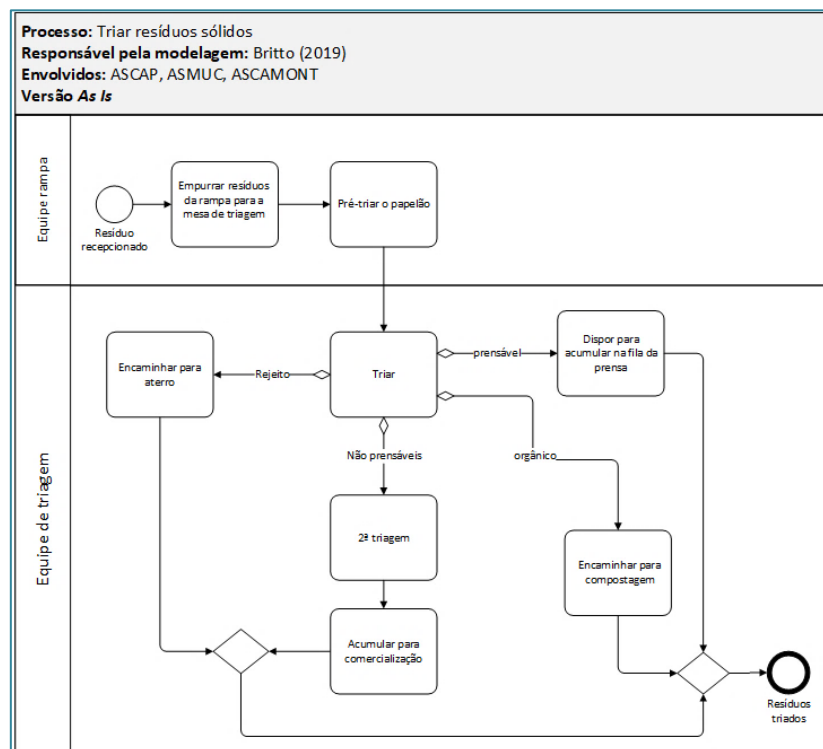 Processo: Triar resíduos sólidos
Responsável pela modelagem: Britto (2019)
Envolvidos: ASCAP, ASMUC, ASCAMONT
Versão As Is
Equipe rampa
Resíduo
recepcionado
Empurrar resíduos
da rampa para a
mesa de triagem
Pré-triar o papelão
Equipe de triagem
Encaminhar para
aterro
Rejeito
Triar
prensável
Dispor para
acumular na fila da
prensa
Não prensáveis
orgânico
2ª triagem
Encaminhar para
compostagem
Acumular para
comercialização
Resíduos
triados